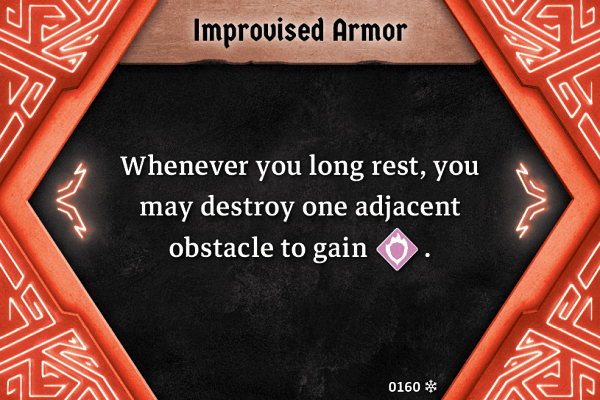 Improvised Armor
Whenever you long rest, you
may destroy one adjacent
obstacle to gain .
0160